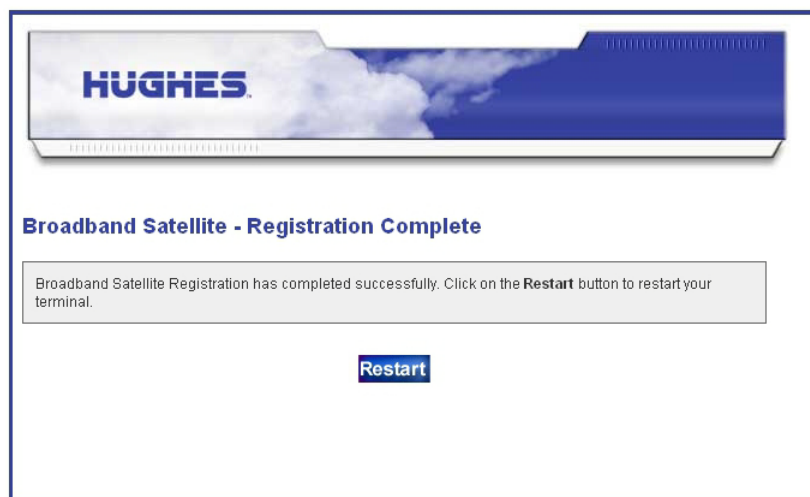 HUGHES
Broadband Satellite - Registration Complete
Broadband Satellite Registration has completed successfully. Click on the Restart button to restart your
terminal.
Restart